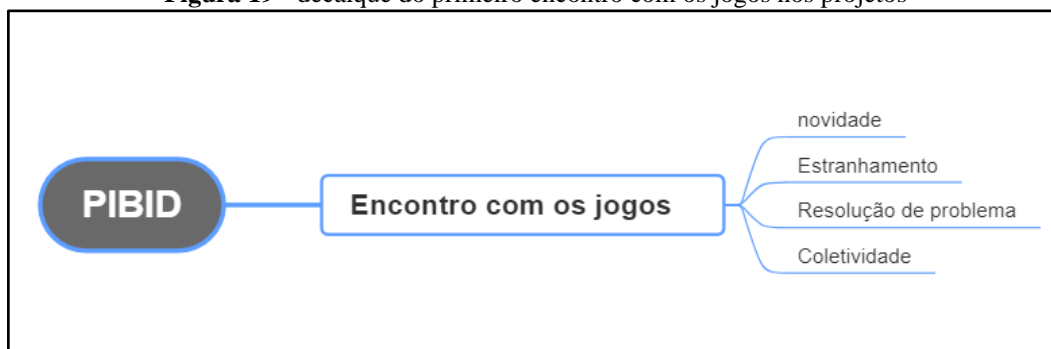 Figura 19 - decalque do primeiro encontro com os jogos nos projetos
PIBID
Encontro com os jogos
novidade
Estranhamento
Resolução de problema
Coletividade